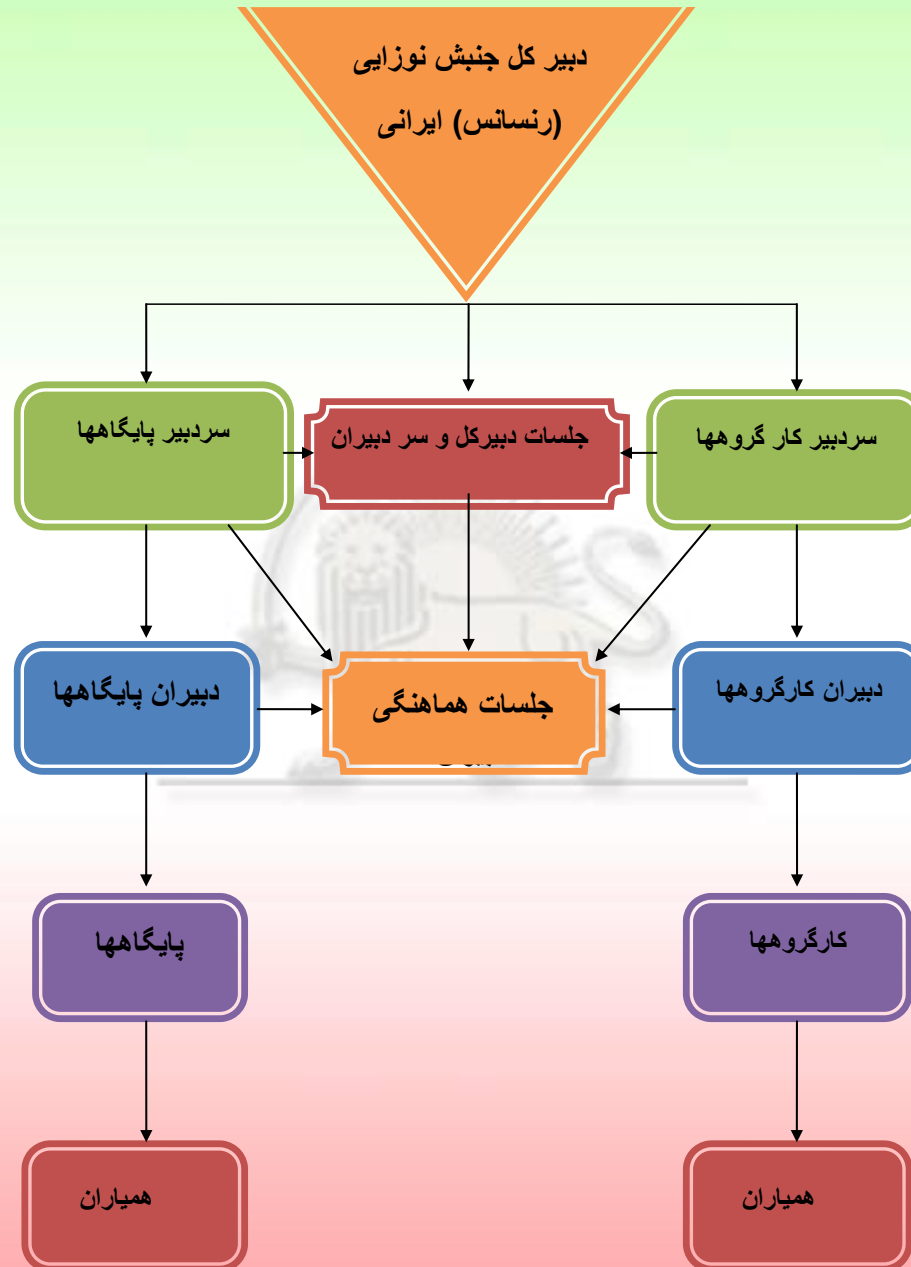 دبیر کل جنبش نوزایی
(رنسانس) ایرانی
سردبیر کار گروهها
جلسات دبیرکل و سر دبیران
سردبیر پایگاهها
دبیران کارگروهها
جلسات هماهنگی
دبیران پایگاهها
کارگروهها
پایگاهها
همیاران
همیاران